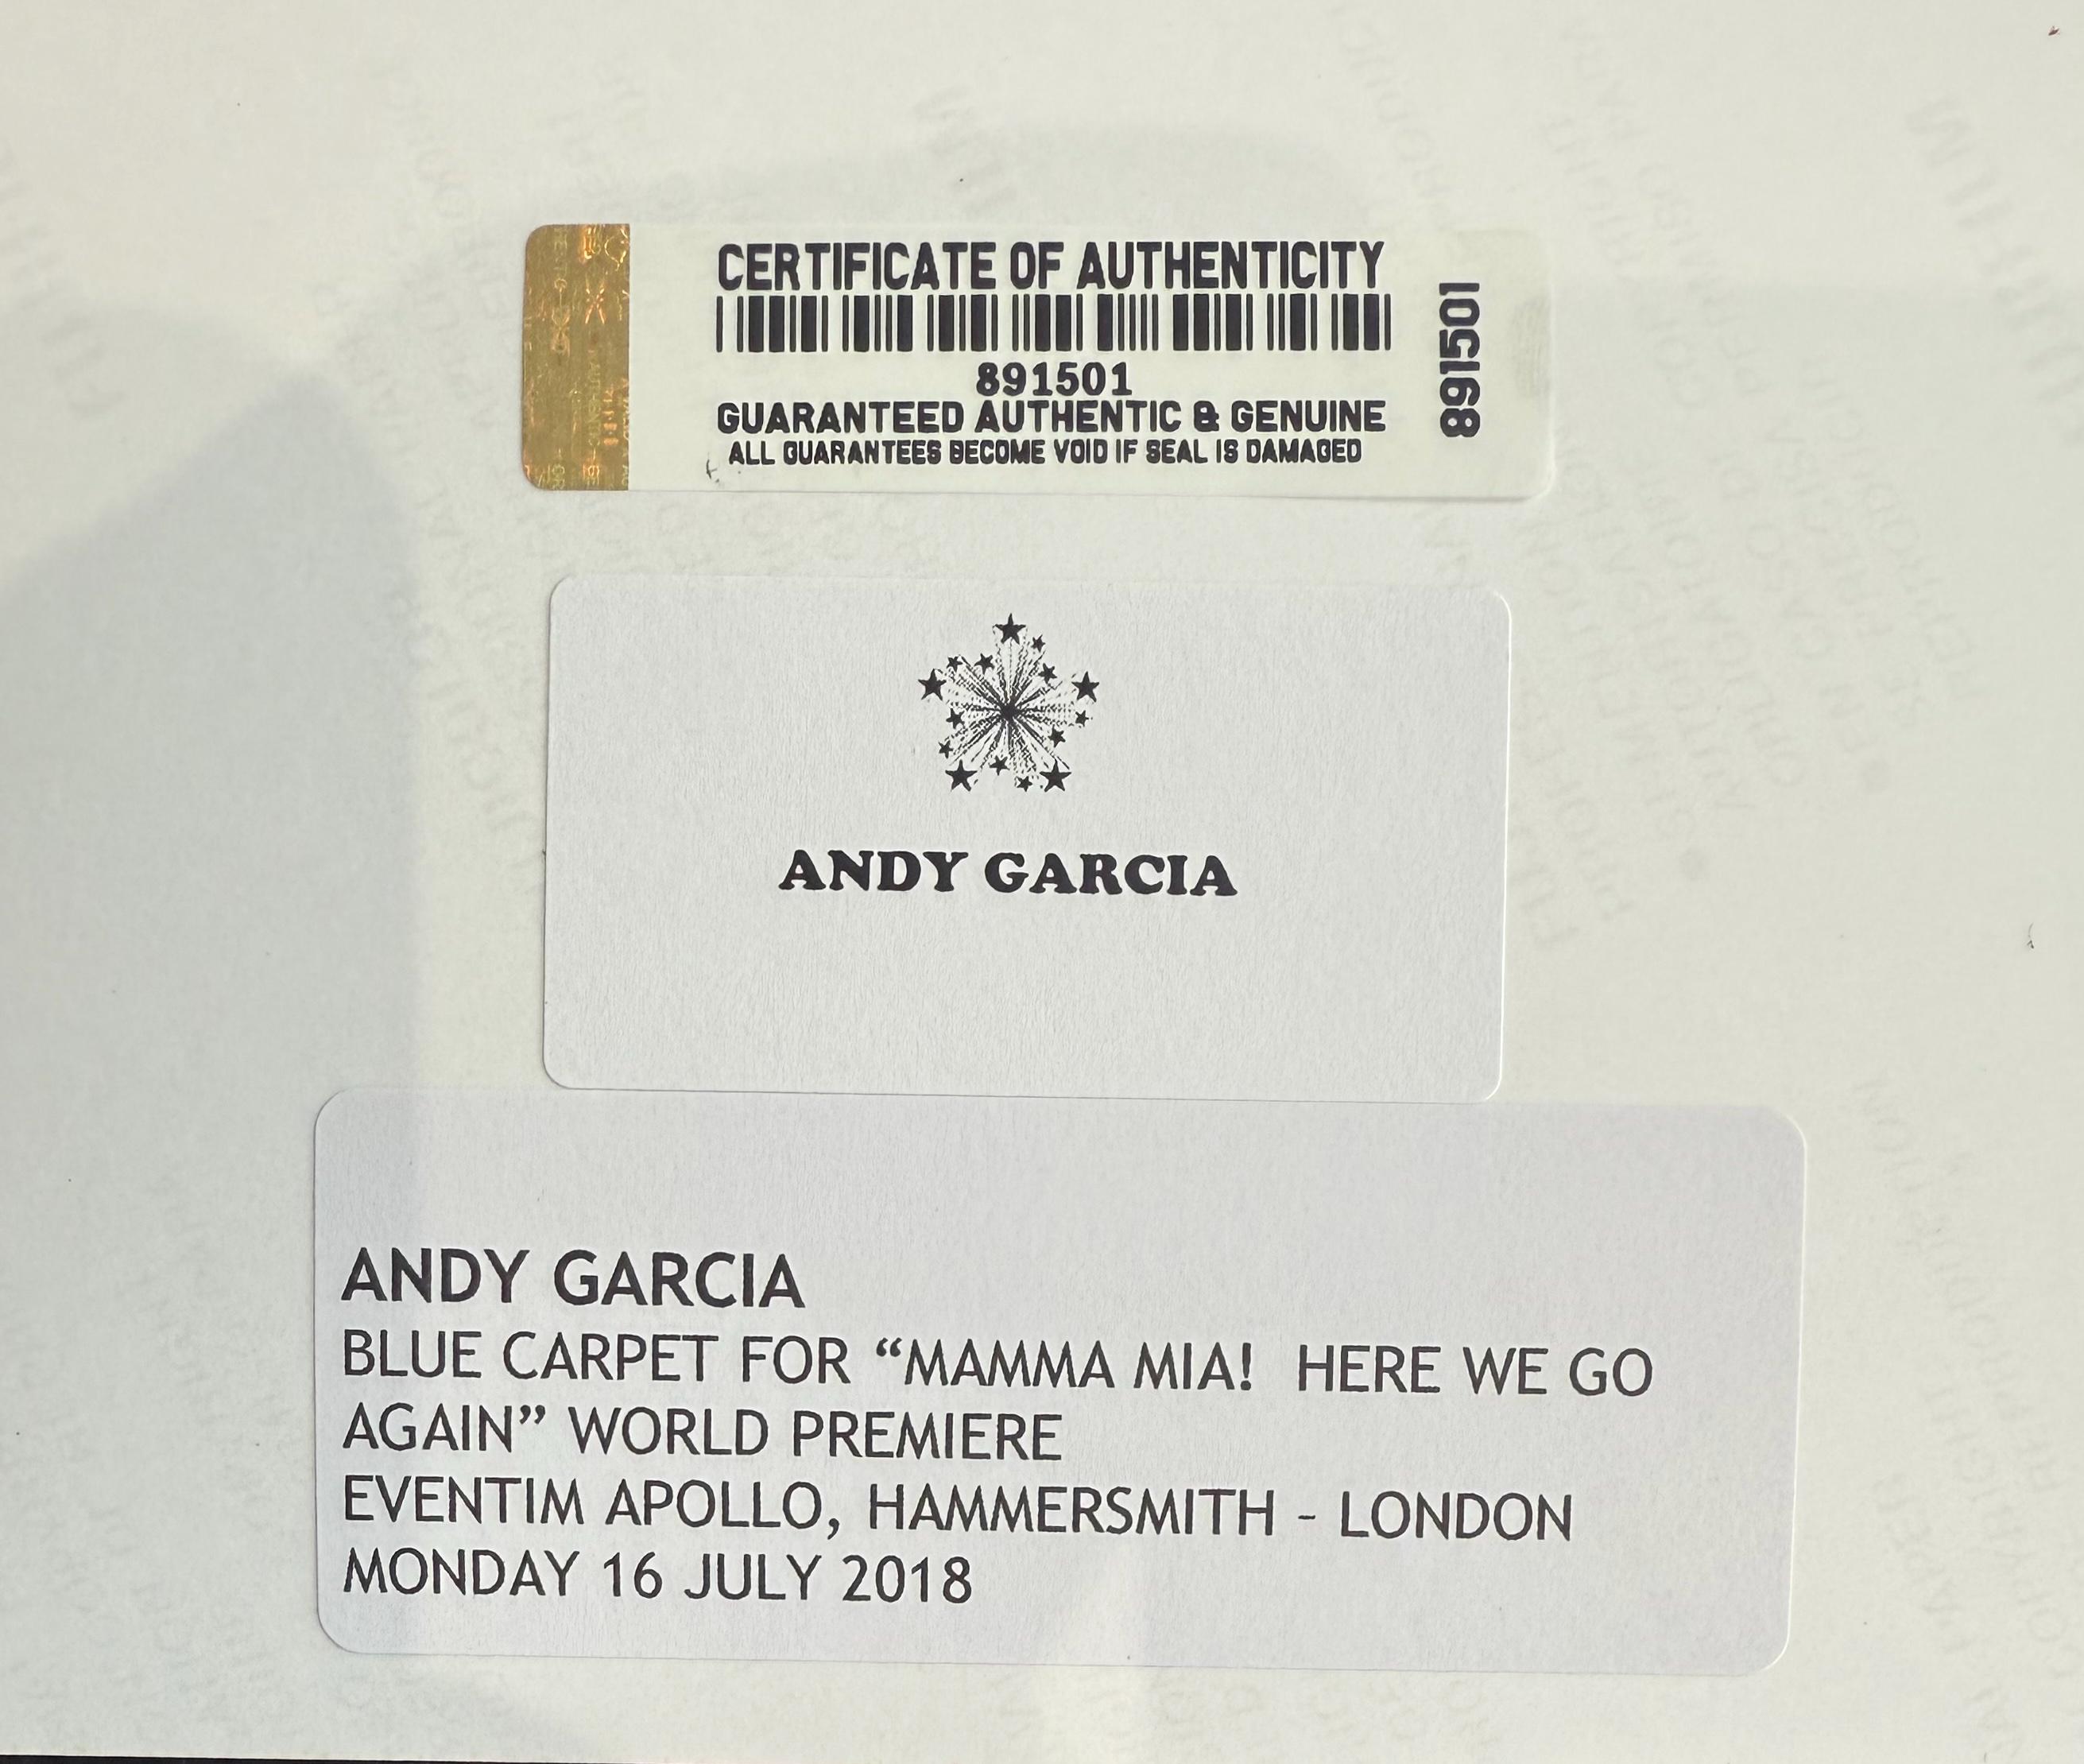 CERTIFICATE OF AUTHENTICITY
891501
891501
GUARANTEED AUTHENTIC & GENUINE
ALL GUARANTEES BECOME VOID IF SEAL IS DAMAGED
ANDY GARCIA
ANDY GARCIA
BLUE CARPET FOR “MAMMA MIA!  HERE WE GO
AGAIN” WORLD PREMIERE
EVENTIM APOLLO, HAMMERSMITH - LONDON
MONDAY 16 JULY 2018